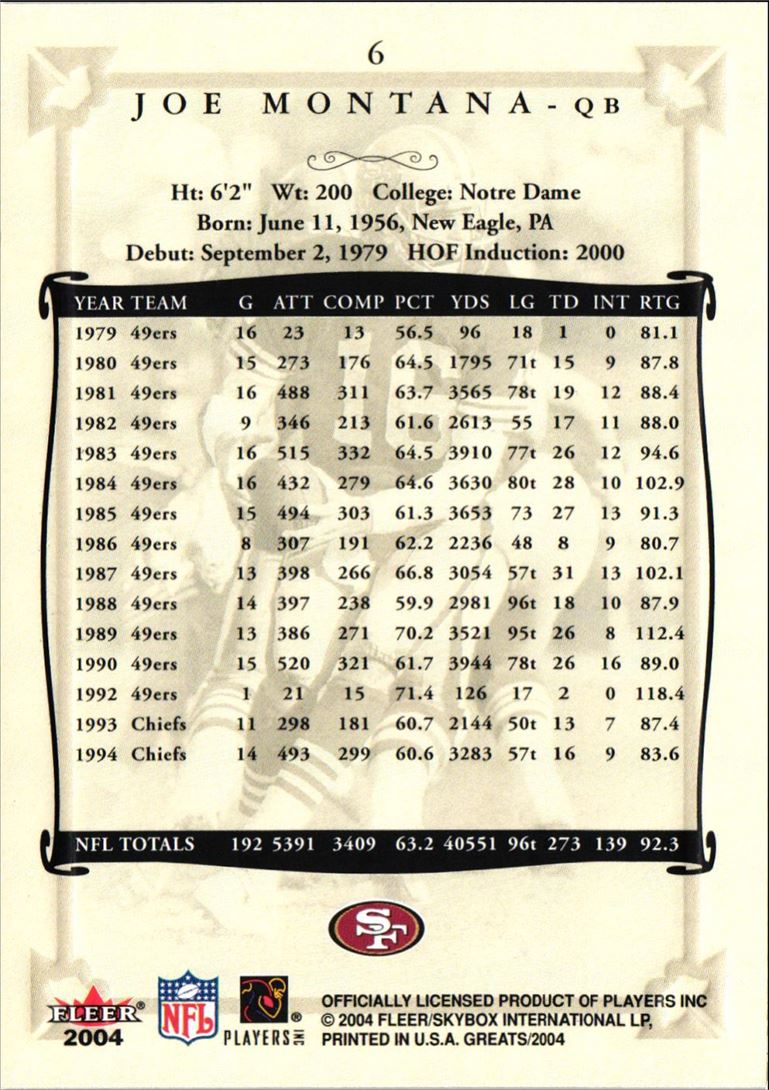 6
JOE MONTANA - QB
Ht: 6'2" Wt: 200 College: Notre Dame
Born: June 11, 1956, New Eagle, PA
Debut: September 2, 1979 HOF Induction: 2000
YEAR TEAM G ATT COMP PCT YDS LG TD INT RTG
1979 49ers 16 23 13 56.5 96 18 1 0 81.1
1980 49ers 15 273 176 64.5 1795 71t 15 9 87.8
1981 49ers 16 488 311 63.7 3565 78t 19 12 88.4
1982 49ers 9 346 213 61.6 2613 55 17 11 88.0
1983 49ers 16 515 332 64.5 3910 77t 26 12 94.6
1984 49ers 16 432 279 64.6 3630 80t 28 10 102.9
1985 49ers 15 494 303 61.3 3653 73 27 13 91.3
1986 49ers 8 307 191 62.2 2236 48 8 9 80.7
1987 49ers 13 398 266 66.8 3054 57t 31 13 102.1
1988 49ers 14 397 238 59.9 2981 96t 18 10 87.9
1989 49ers 13 386 271 70.2 3521 95t 26 8 112.4
1990 49ers 15 520 321 61.7 3944 78t 26 16 89.0
1992 49ers 1 21 15 71.4 126 17 2 0 118.4
1993 Chiefs 11 298 181 60.7 2144 50t 13 7 87.4
1994 Chiefs 14 493 299 60.6 3283 57t 16 9 83.6
NFL TOTALS 192 5391 3409 63.2 40551 96t 273 139 92.3
SF
FLEER®
2004
NFL
PLAYERS INC ®
OFFICIALLY LICENSED PRODUCT OF PLAYERS INC
© 2004 FLEER/SKYBOX INTERNATIONAL LP,
PRINTED IN U.S.A. GREATS/2004